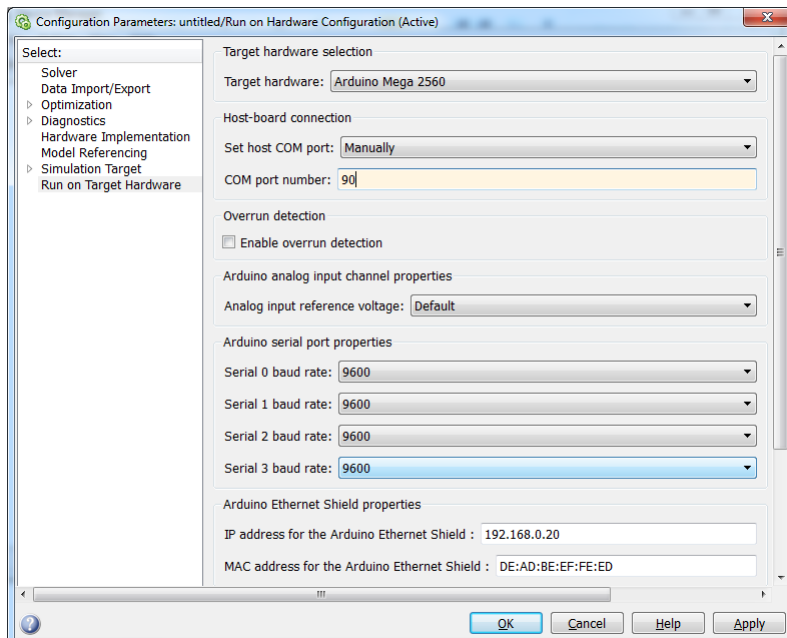 Configuration Parameters: untitled/Run on Hardware Configuration (Active)
Select:
Solver
Data Import/Export
Optimization
Diagnostics
Hardware Implementation
Model Referencing
Simulation Target
Run on Target Hardware
Target hardware selection
Target hardware: Arduino Mega 2560
Host-board connection
Set host COM port: Manually
COM port number: 90
Overrun detection
Enable overrun detection
Arduino analog input channel properties
Analog input reference voltage: Default
Arduino serial port properties
Serial 0 baud rate: 9600
Serial 1 baud rate: 9600
Serial 2 baud rate: 9600
Serial 3 baud rate: 9600
Arduino Ethernet Shield properties
IP address for the Arduino Ethernet Shield : 192.168.0.20
MAC address for the Arduino Ethernet Shield : DE:AD:BE:EF:FE:ED
OK Cancel Help Apply